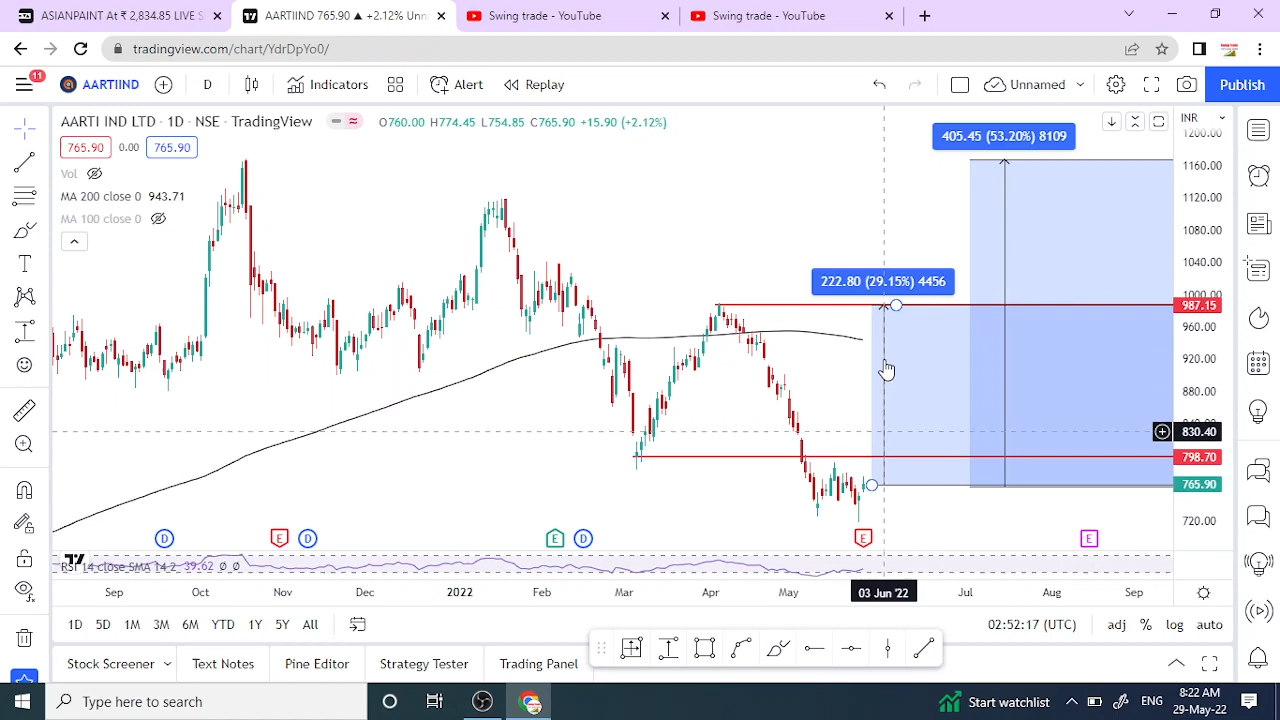 ASIANPAINT At ₹ 2,834.85 LIVE S
AARTIIND 765.90 ▲ +2.12% Unn
Swing trade - YouTube
Swing trade - YouTube
tradingview.com/chart/YdrDpYo0/
11
AARTIIND
D
Indicators
Alert
Replay
Unnamed
Publish
AARTI IND LTD · 1D · NSE · TradingView
O760.00 H774.45 L754.85 C765.90 +15.90 (+2.12%)
INR
765.90
0.00
765.90
Vol
MA 200 close 0 943.71
MA 100 close 0
405.45 (53.20%) 8109
222.80 (29.15%) 4456
1200.00
1160.00
1120.00
1080.00
1040.00
1000.00
987.15
960.00
920.00
880.00
830.40
798.70
765.90
720.00
D
E
D
E
D
E
E
RSI 14 close SMA 14 2 39.62 Ø Ø
Sep
Oct
Nov
Dec
2022
Feb
Mar
Apr
May
03 Jun '22
Jul
Aug
Sep
1D
5D
1M
3M
6M
YTD
1Y
5Y
All
02:52:17 (UTC)
adj
%
log
auto
Stock Screener
Text Notes
Pine Editor
Strategy Tester
Trading Panel
Type here to search
Start watchlist
ENG
8:22 AM
29-May-22